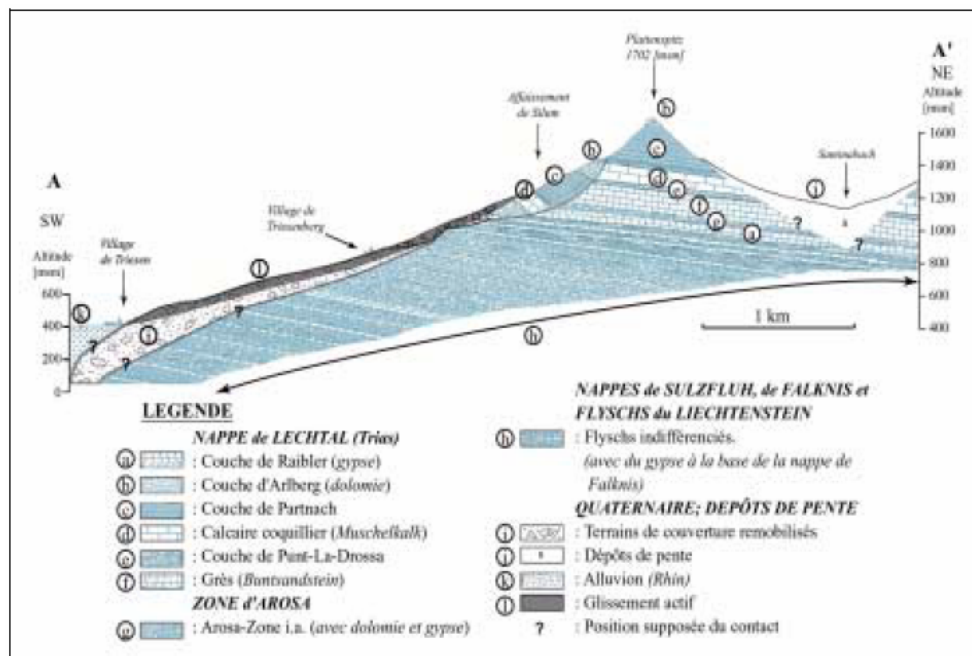 Plattenspitz
1702 [msm]
A'
NE
Altitude
[msm]
Affaissement
de Silum
Saminabach
A
SW
Altitude
[msm]
Village
de Triesen
Village de
Triesenberg
1600
1400
1200
1000
800
600
400
600
400
200
0
h
c
d
e
f
e
a
h
c
d
j
l
k
i
h
?
?
?
?
?
1 km
LEGENDE
NAPPE de LECHTAL (Trias)
a : Couche de Raibler (gypse)
b : Couche d'Arlberg (dolomie)
c : Couche de Partnach
d : Calcaire coquillier (Muschelkalk)
e : Couche de Punt-La-Drossa
f : Grès (Buntsandstein)
ZONE d'AROSA
g : Arosa-Zone i.a. (avec dolomie et gypse)
NAPPES de SULZFLUH, de FALKNIS et
FLYSCHS du LIECHTENSTEIN
h : Flyschs indifférenciés.
(avec du gypse à la base de la nappe de
Falknis)
QUATERNAIRE; DEPÔTS DE PENTE
i : Terrains de couverture remobilisés
j : Dépôts de pente
k : Alluvion (Rhin)
l : Glissement actif
? : Position supposée du contact